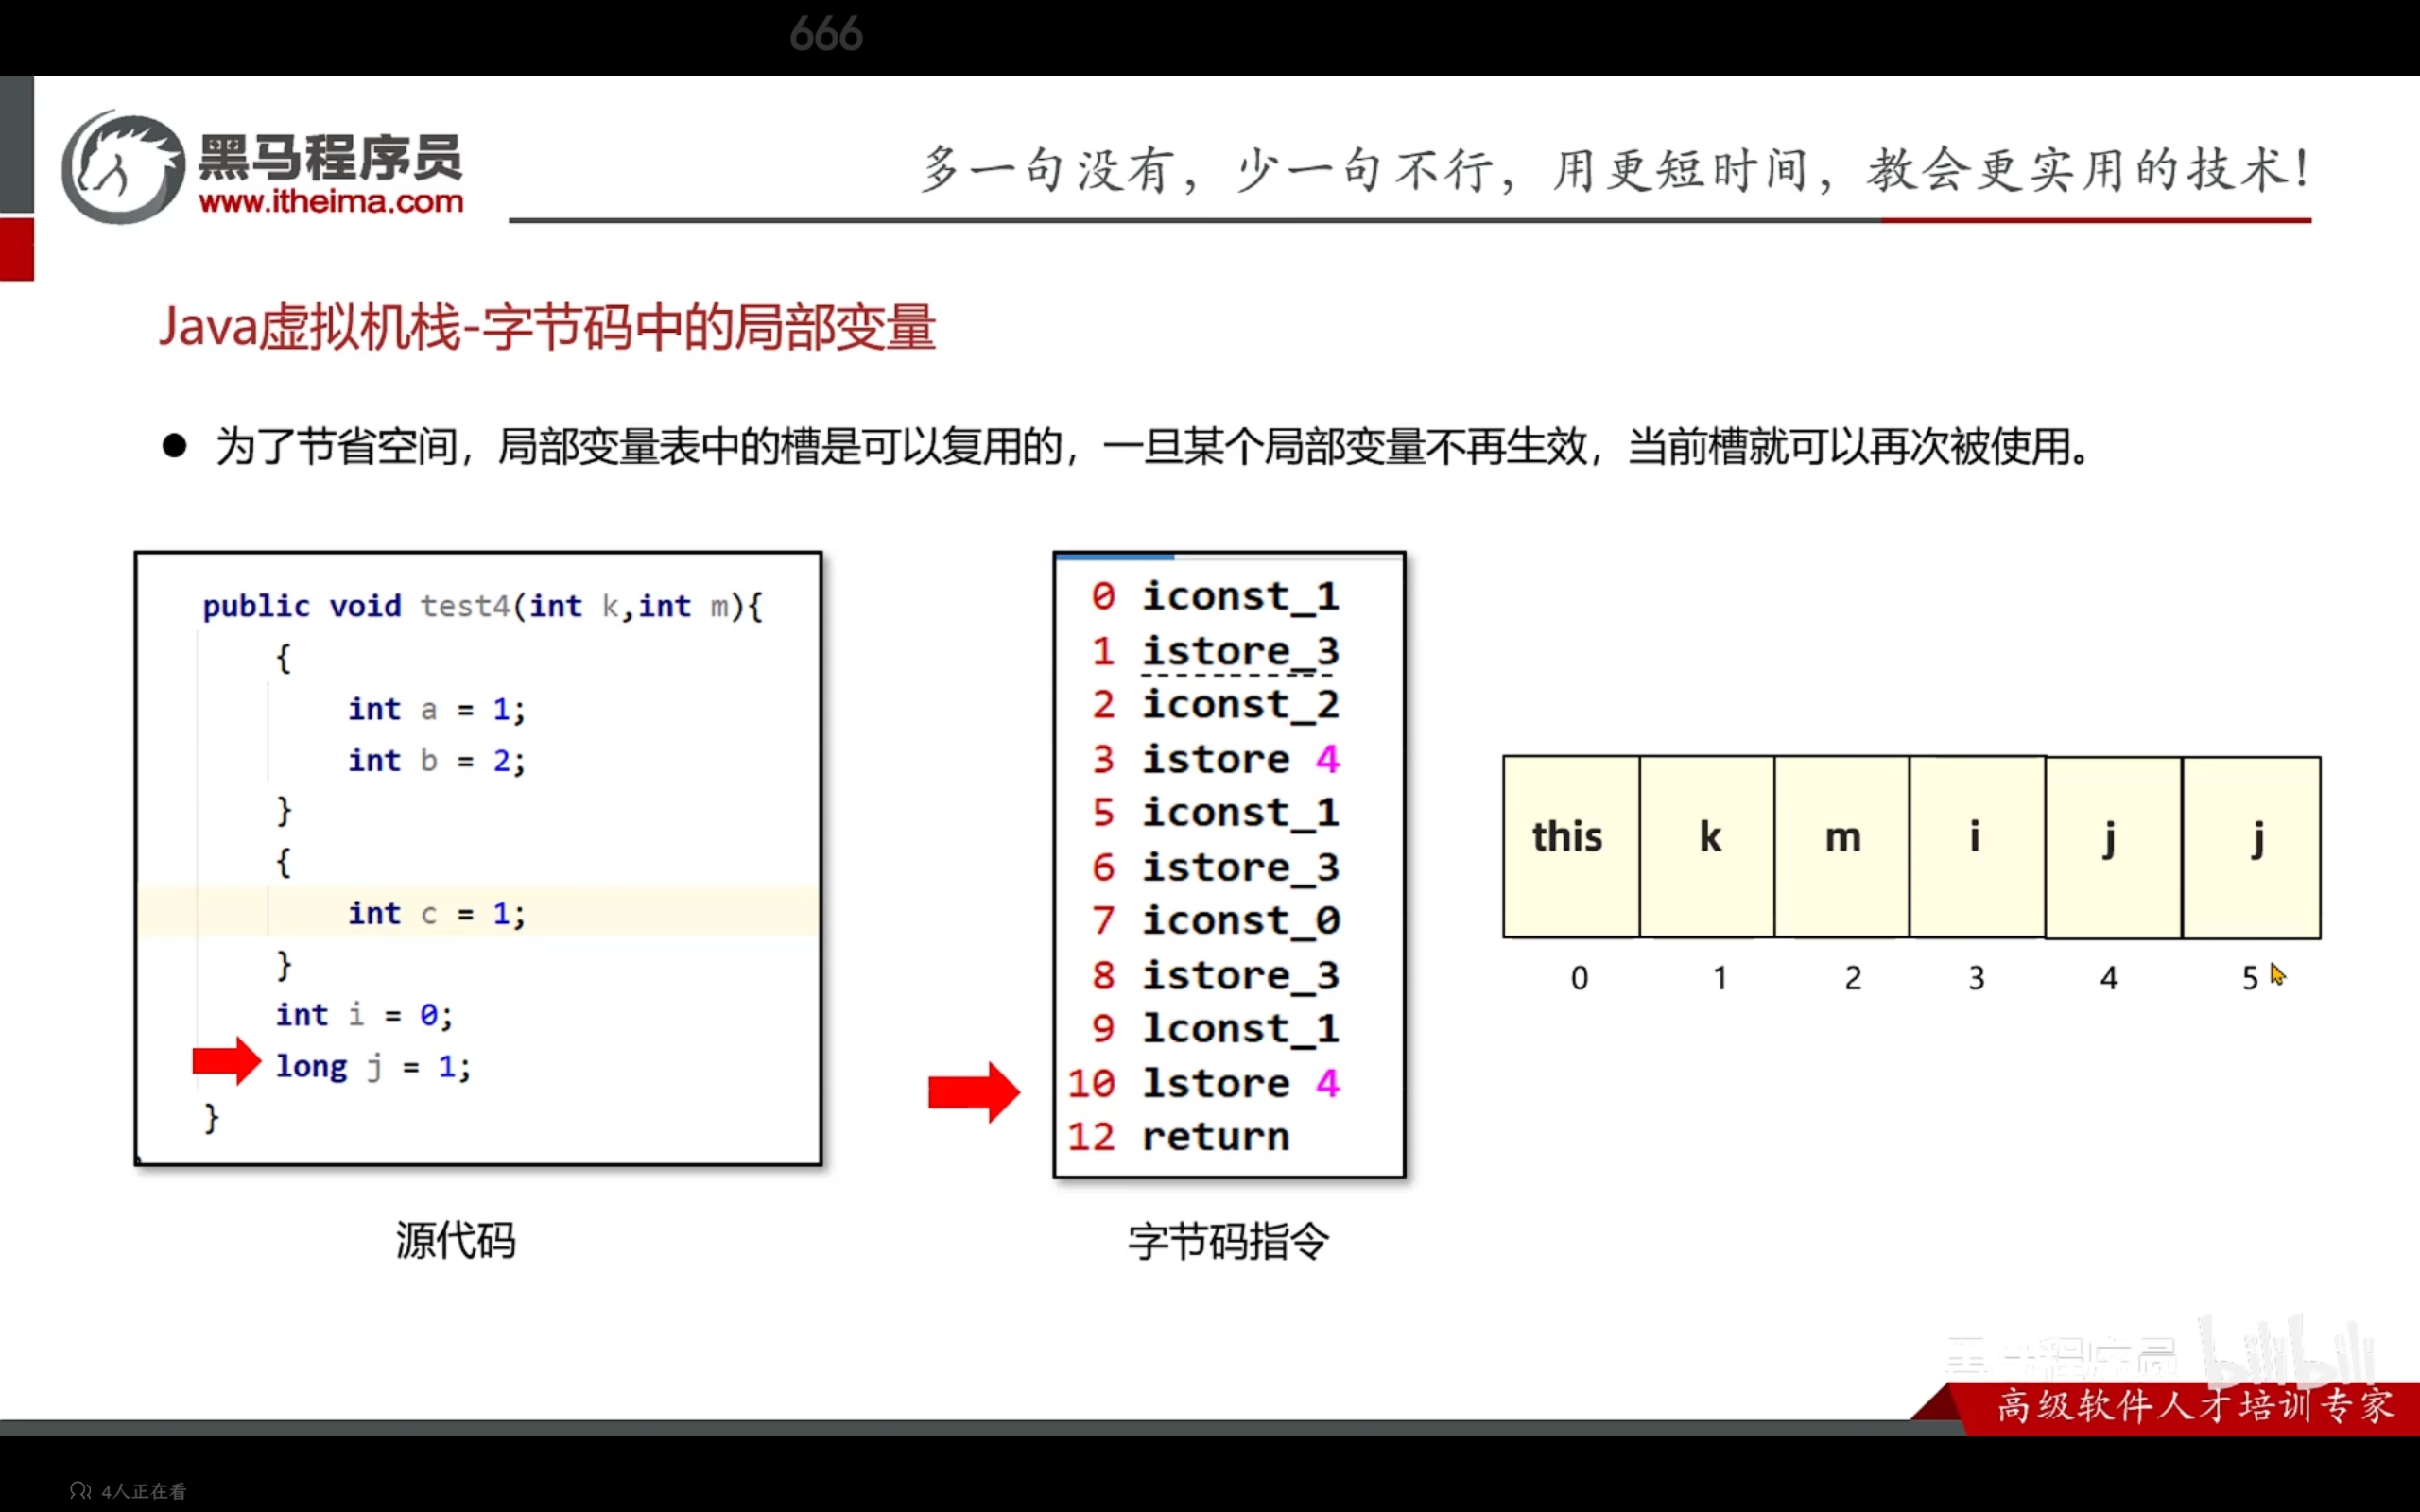 666
黑马程序员
www.itheima.com
多一句没有，少一句不行，用更短时间，教会更实用的技术！
Java虚拟机栈-字节码中的局部变量
● 为了节省空间，局部变量表中的槽是可以复用的，一旦某个局部变量不再生效，当前槽就可以再次被使用。
public void test4(int k,int m){
{
int a = 1;
int b = 2;
}
{
int c = 1;
}
int i = 0;
long j = 1;
}
源代码
0 iconst_1
1 istore_3
2 iconst_2
3 istore 4
5 iconst_1
6 istore_3
7 iconst_0
8 istore_3
9 lconst_1
10 lstore 4
12 return
字节码指令
this k m i j j
0 1 2 3 4 5
黑马程序员 bilibili
高级软件人才培训专家
4人正在看